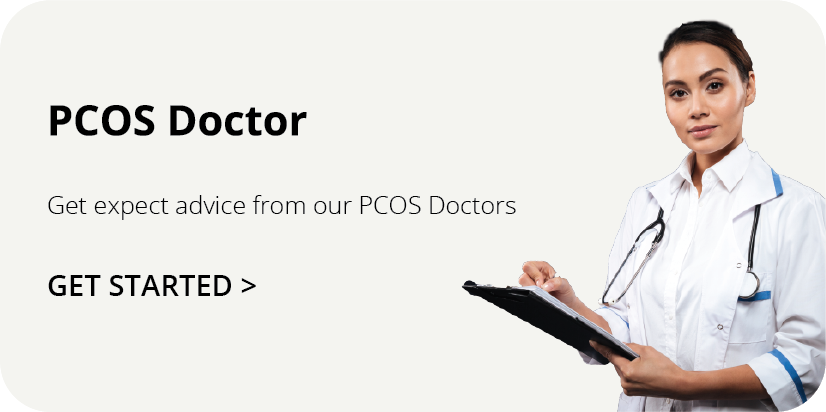 PCOS Doctor
Get expect advice from our PCOS Doctors
GET STARTED >